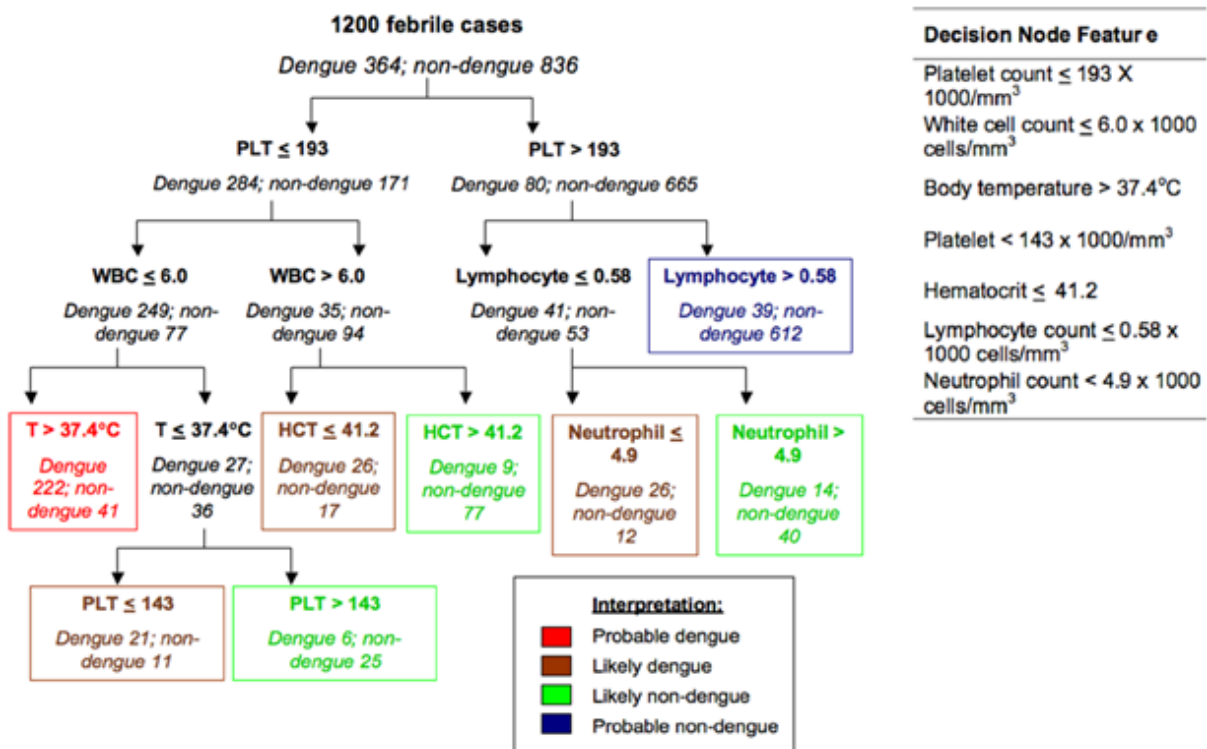 1200 febrile cases
Dengue 364; non-dengue 836
PLT ≤ 193
Dengue 284; non-dengue 171
PLT > 193
Dengue 80; non-dengue 665
WBC ≤ 6.0
Dengue 249; non-
dengue 77
WBC > 6.0
Dengue 35; non-
dengue 94
Lymphocyte ≤ 0.58
Dengue 41; non-
dengue 53
Lymphocyte > 0.58
Dengue 39; non-
dengue 612
T > 37.4°C
Dengue
222; non-
dengue 41
T ≤ 37.4°C
Dengue 27;
non-dengue
36
HCT ≤ 41.2
Dengue 26;
non-dengue
17
HCT > 41.2
Dengue 9;
non-dengue
77
Neutrophil ≤
4.9
Dengue 26;
non-dengue
12
Neutrophil >
4.9
Dengue 14;
non-dengue
40
PLT ≤ 143
Dengue 21; non-
dengue 11
PLT > 143
Dengue 6; non-
dengue 25
Interpretation:
Probable dengue
Likely dengue
Likely non-dengue
Probable non-dengue
Decision Node Feature
Platelet count ≤ 193 X
1000/mm³
White cell count ≤ 6.0 x 1000
cells/mm³
Body temperature > 37.4°C
Platelet < 143 x 1000/mm³
Hematocrit ≤ 41.2
Lymphocyte count ≤ 0.58 x
1000 cells/mm³
Neutrophil count < 4.9 x 1000
cells/mm³